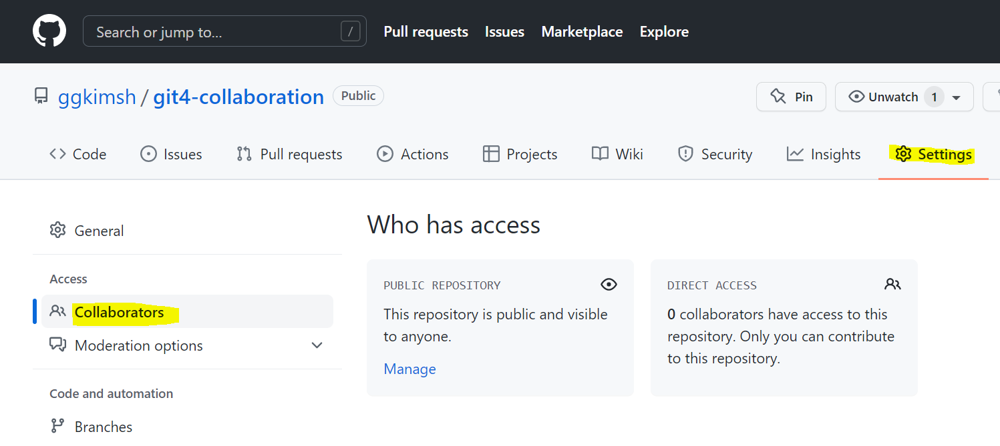 Search or jump to... / Pull requests Issues Marketplace Explore
ggkimsh / git4-collaboration Public Pin Unwatch 1
Code Issues Pull requests Actions Projects Wiki Security Insights Settings
Who has access
General
Access
Collaborators
Moderation options
Code and automation
Branches
PUBLIC REPOSITORY
This repository is public and visible
to anyone.
Manage
DIRECT ACCESS
0 collaborators have access to this
repository. Only you can contribute
to this repository.